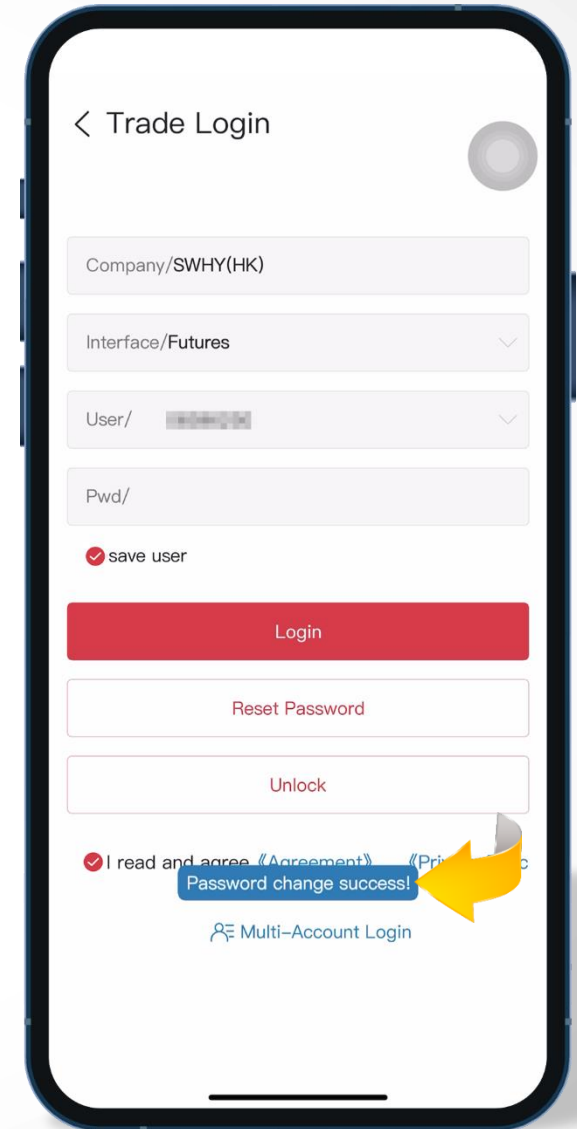 Trade Login
Company/SWHY(HK)
Interface/Futures
User/
Pwd/
save user
Login
Reset Password
Unlock
I read and agree《Agreement》
Password change success!
Multi-Account Login